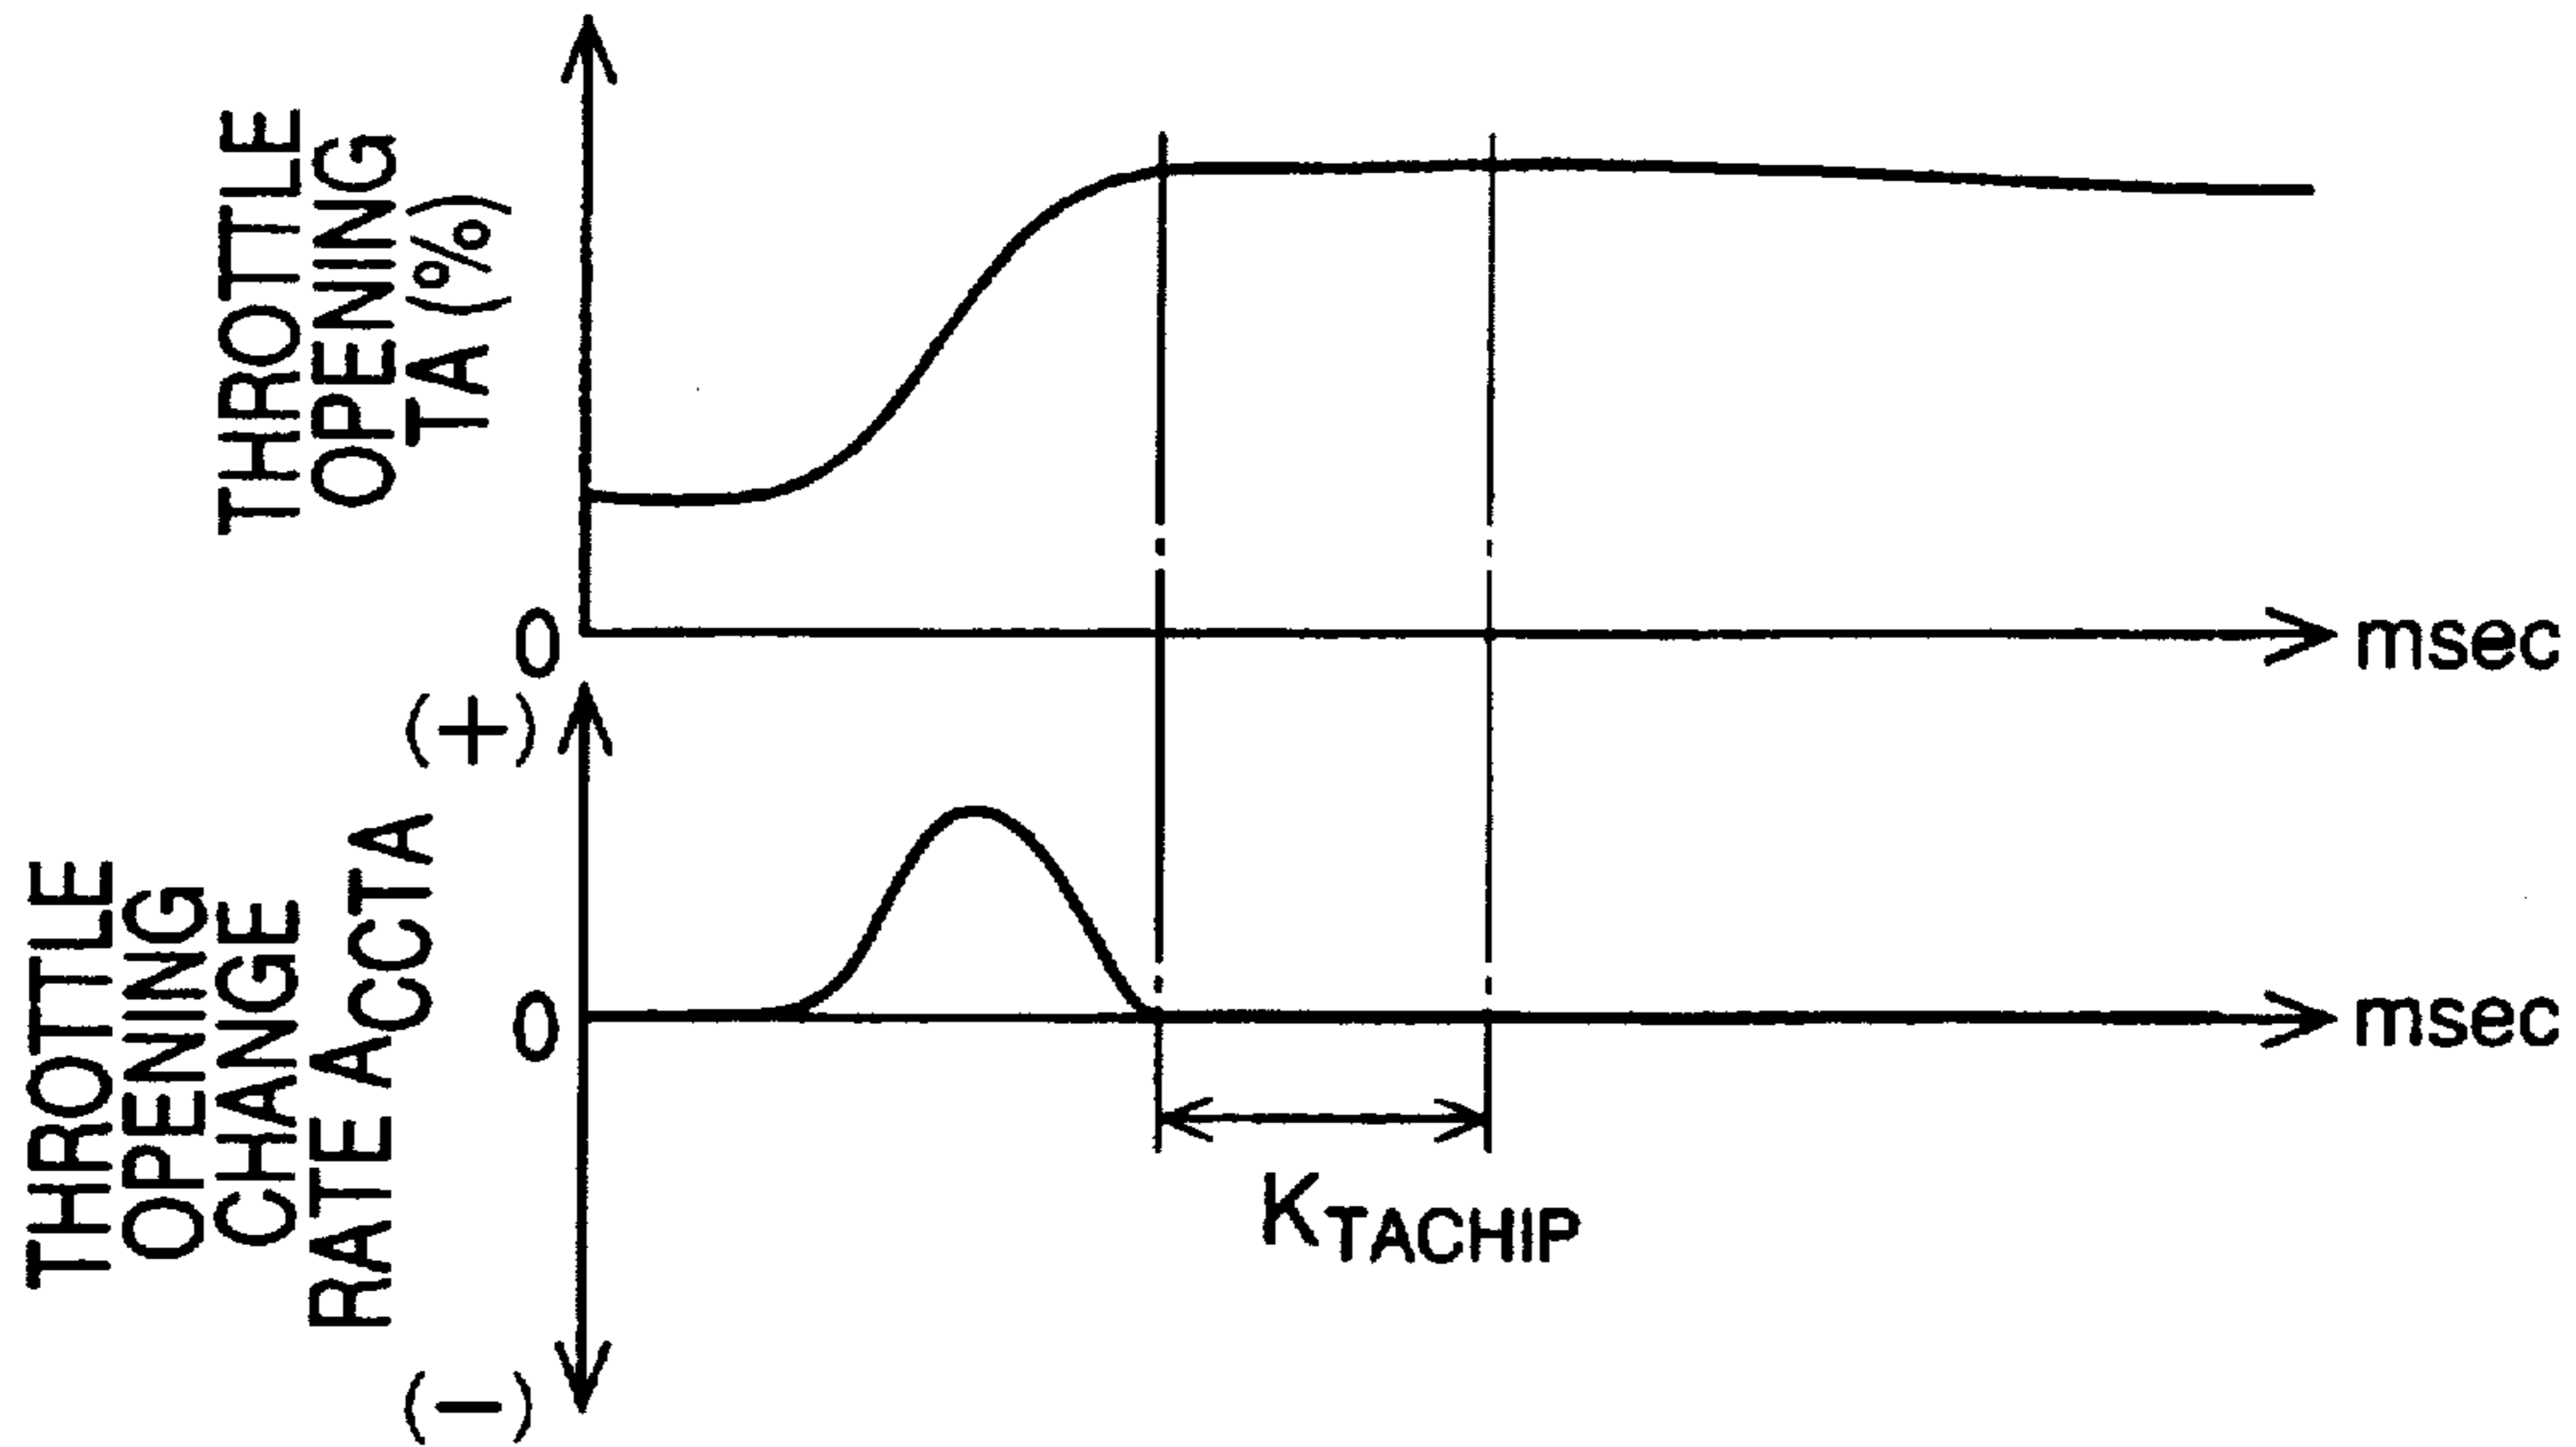 THROTTLE
OPENING
TA (%)
0
msec
(+)
THROTTLE
OPENING
CHANGE
RATE ACCTA
0
msec
KTACHIP
(−)